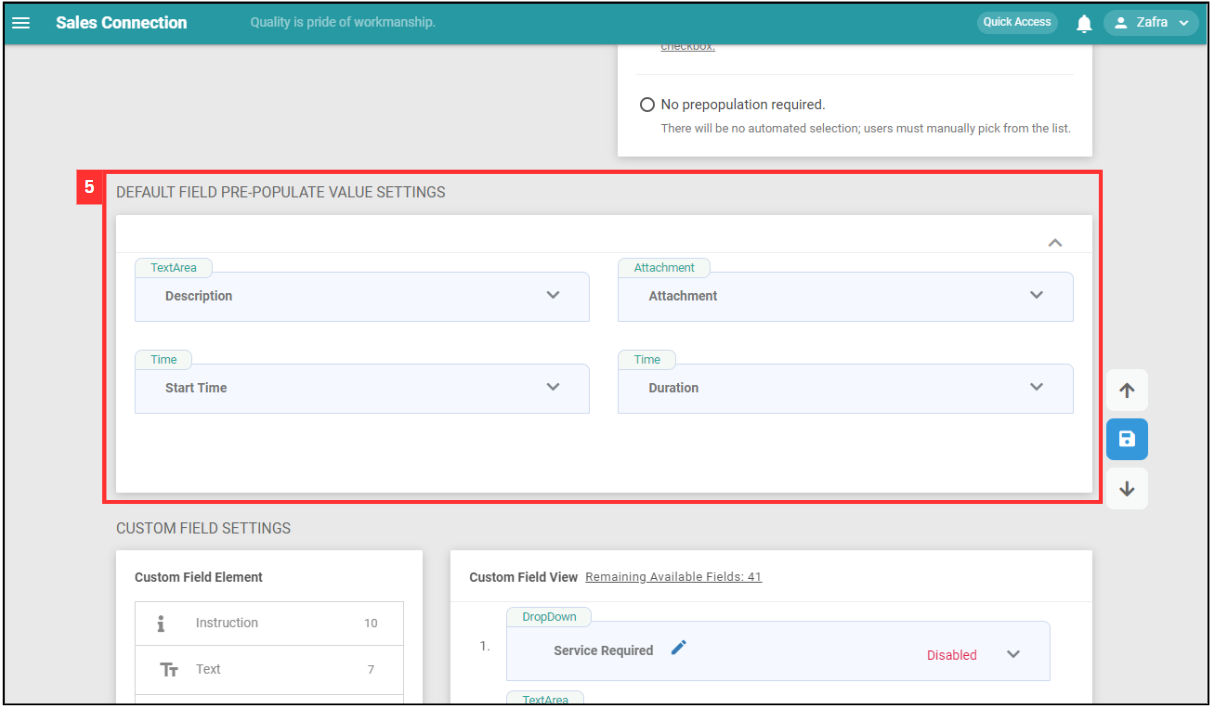 Sales Connection
Quality is pride of workmanship.
Quick Access
Zafra
checkbox.
No prepopulation required.
There will be no automated selection; users must manually pick from the list.
5
DEFAULT FIELD PRE-POPULATE VALUE SETTINGS
TextArea
Description
Attachment
Attachment
Time
Start Time
Time
Duration
CUSTOM FIELD SETTINGS
Custom Field Element
Instruction 10
Text 7
Custom Field View Remaining Available Fields: 41
DropDown
1. Service Required
Disabled
TextArea